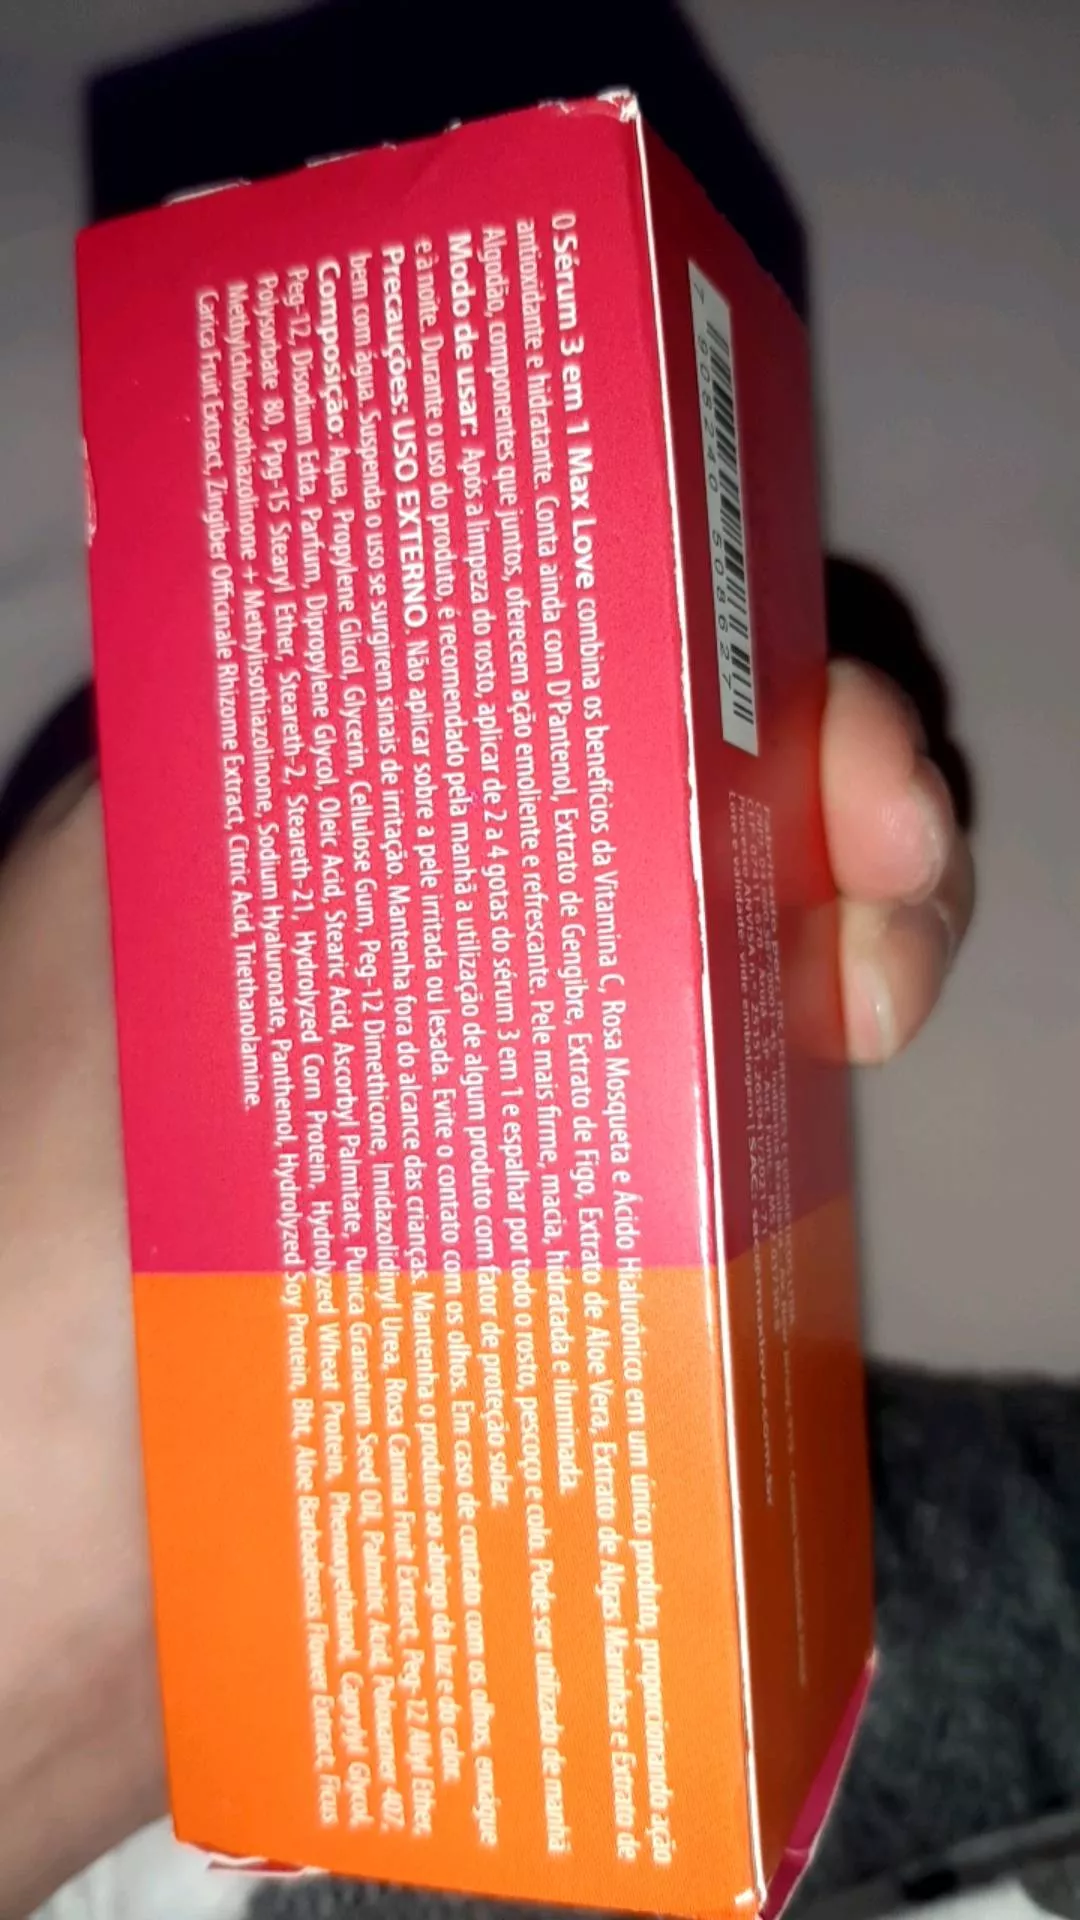 O Sérum 3 em 1 Max Love combina os benefícios da Vitamina C, Rosa Mosqueta e Ácido Hialurônico em um único produto, proporcionando ação
antioxidante e hidratante. Conta ainda com D'Pantenol, Extrato de Gengibre, Extrato de Figo, Extrato de Aloe Vera, Extrato de Algas Marinhas e Extrato de
Algodão, componentes que juntos, oferecem ação emoliente e refrescante. Pele mais firme, macia, hidratada e iluminada.
Modo de usar: Após a limpeza do rosto, aplicar de 2 a 4 gotas do sérum 3 em 1 e espalhar por todo o rosto, pescoço e colo. Pode ser utilizado de manhã
e à noite. Durante o uso do produto, é recomendado pela manhã a utilização de algum produto com fator de proteção solar.
Precauções: USO EXTERNO. Não aplicar sobre a pele irritada ou lesada. Evite o contato com os olhos. Em caso de contato com os olhos, enxágue
bem com água. Suspenda o uso se surgirem sinais de irritação. Mantenha fora do alcance das crianças. Mantenha o produto ao abrigo da luz e do calor.
Composição: Aqua, Propylene Glicol, Glycerin, Cellulose Gum, Peg-12 Dimethicone, Imidazolidinyl Urea, Rosa Canina Fruit Extract, Peg-12 Allyl Ether,
Peg-12, Disodium Edta, Parfum, Dipropylene Glycol, Oleic Acid, Stearic Acid, Ascorbyl Palmitate, Punica Granatum Seed Oil, Palmitic Acid, Poloxamer 407,
Polysorbate 80, Ppg-15 Stearyl Ether, Steareth-2, Steareth-21, Hydrolyzed Corn Protein, Hydrolyzed Wheat Protein, Phenoxyethanol, Caprylyl Glycol,
Methylchloroisothiazolinone + Methylisothiazolinone, Sodium Hyaluronate, Panthenol, Hydrolyzed Soy Protein, Bht, Aloe Barbadensis Flower Extract, Ficus
Carica Fruit Extract, Zingiber Officinale Rhizome Extract, Citric Acid, Triethanolamine.
7 908240 508627
Fabricado por:
Lote e validade: vide embalagem | SAC: